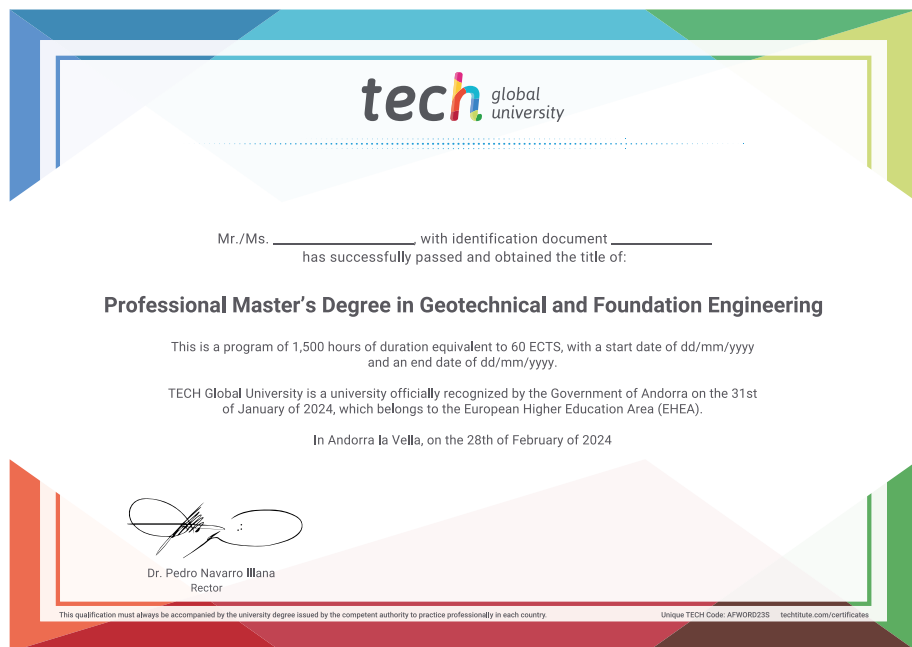 tech global university
Mr./Ms. ______________, with identification document ____________
has successfully passed and obtained the title of:
Professional Master's Degree in Geotechnical and Foundation Engineering
This is a program of 1,500 hours of duration equivalent to 60 ECTS, with a start date of dd/mm/yyyy
and an end date of dd/mm/yyyy.
TECH Global University is a university officially recognized by the Government of Andorra on the 31st
of January of 2024, which belongs to the European Higher Education Area (EHEA).
In Andorra la Vella, on the 28th of February of 2024
Dr. Pedro Navarro Illana
Rector
This qualification must always be accompanied by the university degree issued by the competent authority to practice professionally in each country. Unique TECH Code: AFWORD23S techtitute.com/certificates